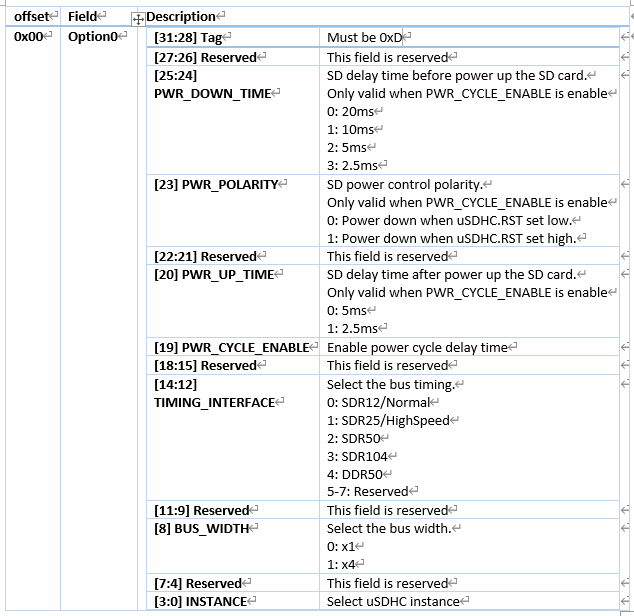 offset Field Description
0x00 Option0 [31:28] Tag Must be 0xD
[27:26] Reserved This field is reserved
[25:24] SD delay time before power up the SD card.
PWR_DOWN_TIME Only valid when PWR_CYCLE_ENABLE is enable
0: 20ms
1: 10ms
2: 5ms
3: 2.5ms
[23] PWR_POLARITY SD power control polarity.
Only valid when PWR_CYCLE_ENABLE is enable
0: Power down when uSDHC.RST set low.
1: Power down when uSDHC.RST set high.
[22:21] Reserved This field is reserved
[20] PWR_UP_TIME SD delay time after power up the SD card.
Only valid when PWR_CYCLE_ENABLE is enable
0: 5ms
1: 2.5ms
[19] PWR_CYCLE_ENABLE Enable power cycle delay time
[18:15] Reserved This field is reserved
[14:12] Select the bus timing.
TIMING_INTERFACE 0: SDR12/Normal
1: SDR25/HighSpeed
2: SDR50
3: SDR104
4: DDR50
5-7: Reserved
[11:9] Reserved This field is reserved
[8] BUS_WIDTH Select the bus width.
0: x1
1: x4
[7:4] Reserved This field is reserved
[3:0] INSTANCE Select uSDHC instance